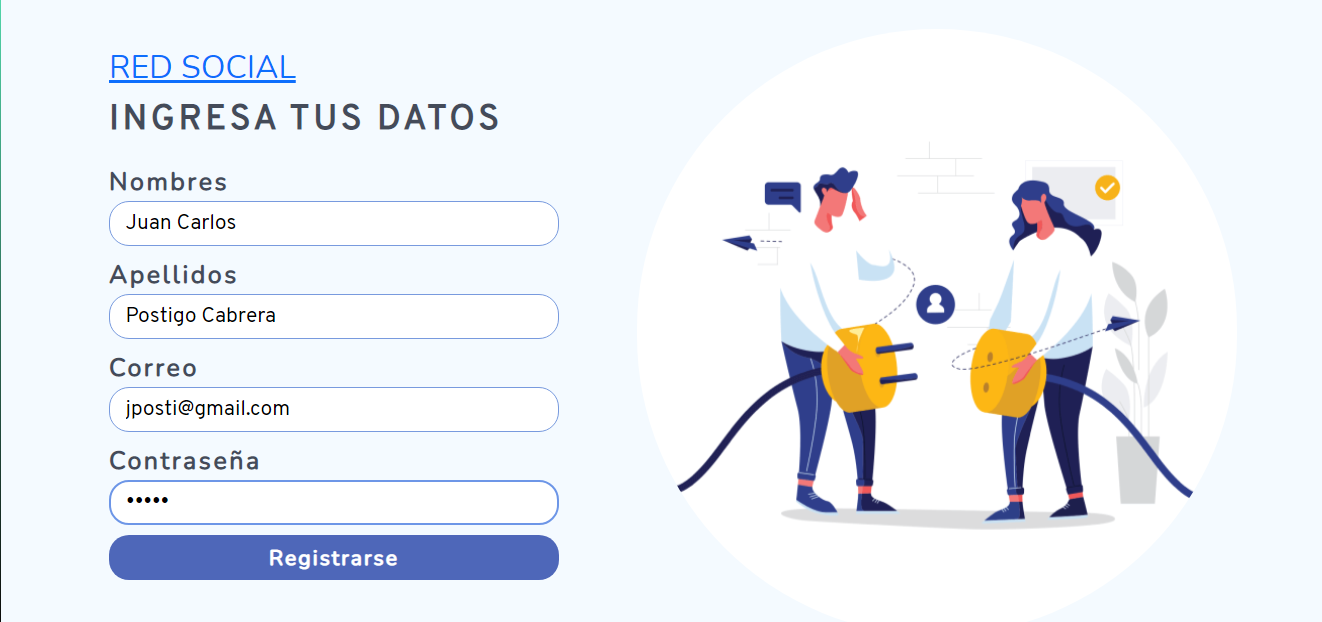 RED SOCIAL
INGRESA TUS DATOS
Nombres
Juan Carlos
Apellidos
Postigo Cabrera
Correo
jposti@gmail.com
Contraseña
•••••
Registrarse